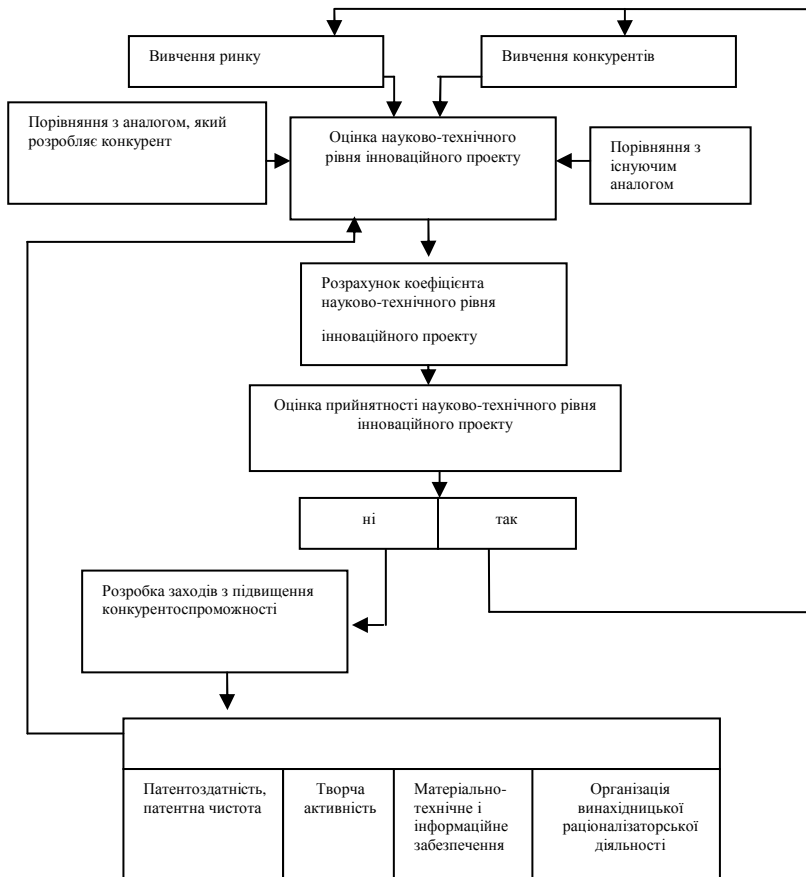 Вивчення ринку
Вивчення конкурентів
Порівняння з аналогом, який
розробляє конкурент
Оцінка науково-технічного
рівня інноваційного проекту
Порівняння з
існуючим
аналогом
Розрахунок коефіцієнта
науково-технічного рівня
інноваційного проекту
Оцінка прийнятності науково-технічного рівня
інноваційного проекту
ні
так
Розробка заходів з підвищення
конкурентоспроможності
Патентоздатність,
патентна чистота
Творча
активність
Матеріально-
технічне і
інформаційне
забезпечення
Організація
винахідницької
раціоналізаторської
діяльності